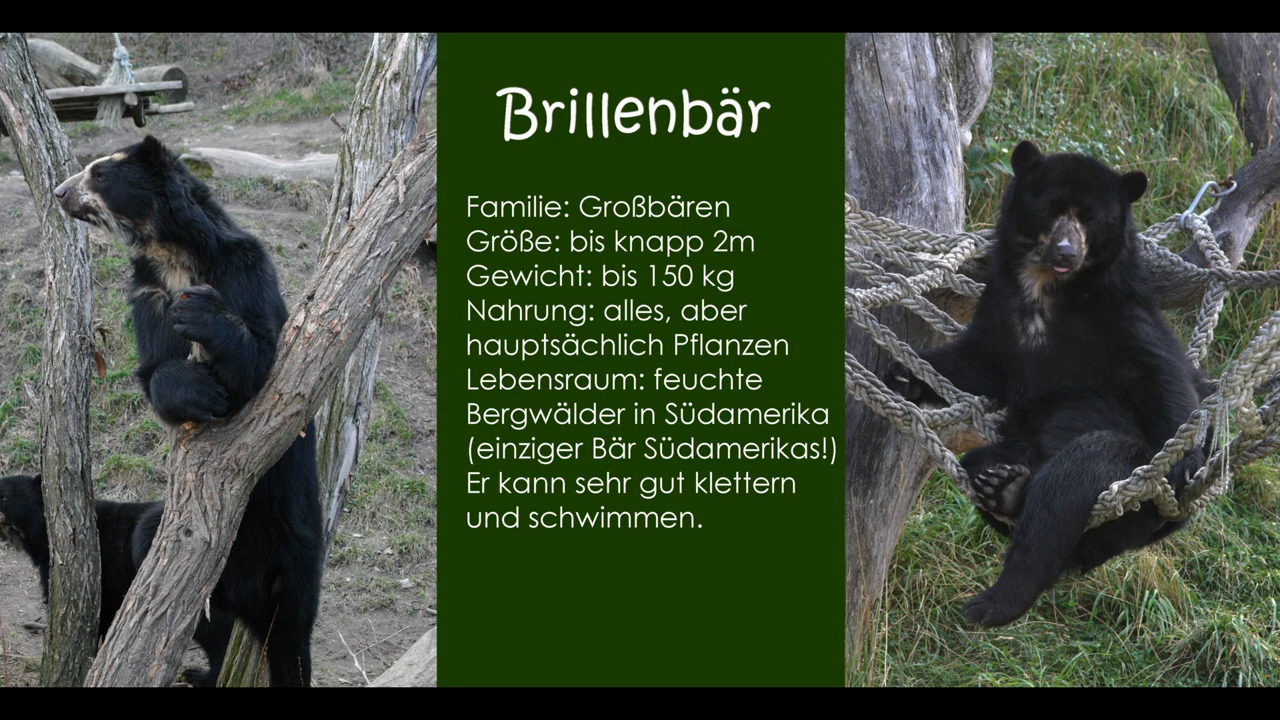 Brillenbär
Familie: Großbären
Größe: bis knapp 2m
Gewicht: bis 150 kg
Nahrung: alles, aber
hauptsächlich Pflanzen
Lebensraum: feuchte
Bergwälder in Südamerika
(einziger Bär Südamerikas!)
Er kann sehr gut klettern
und schwimmen.